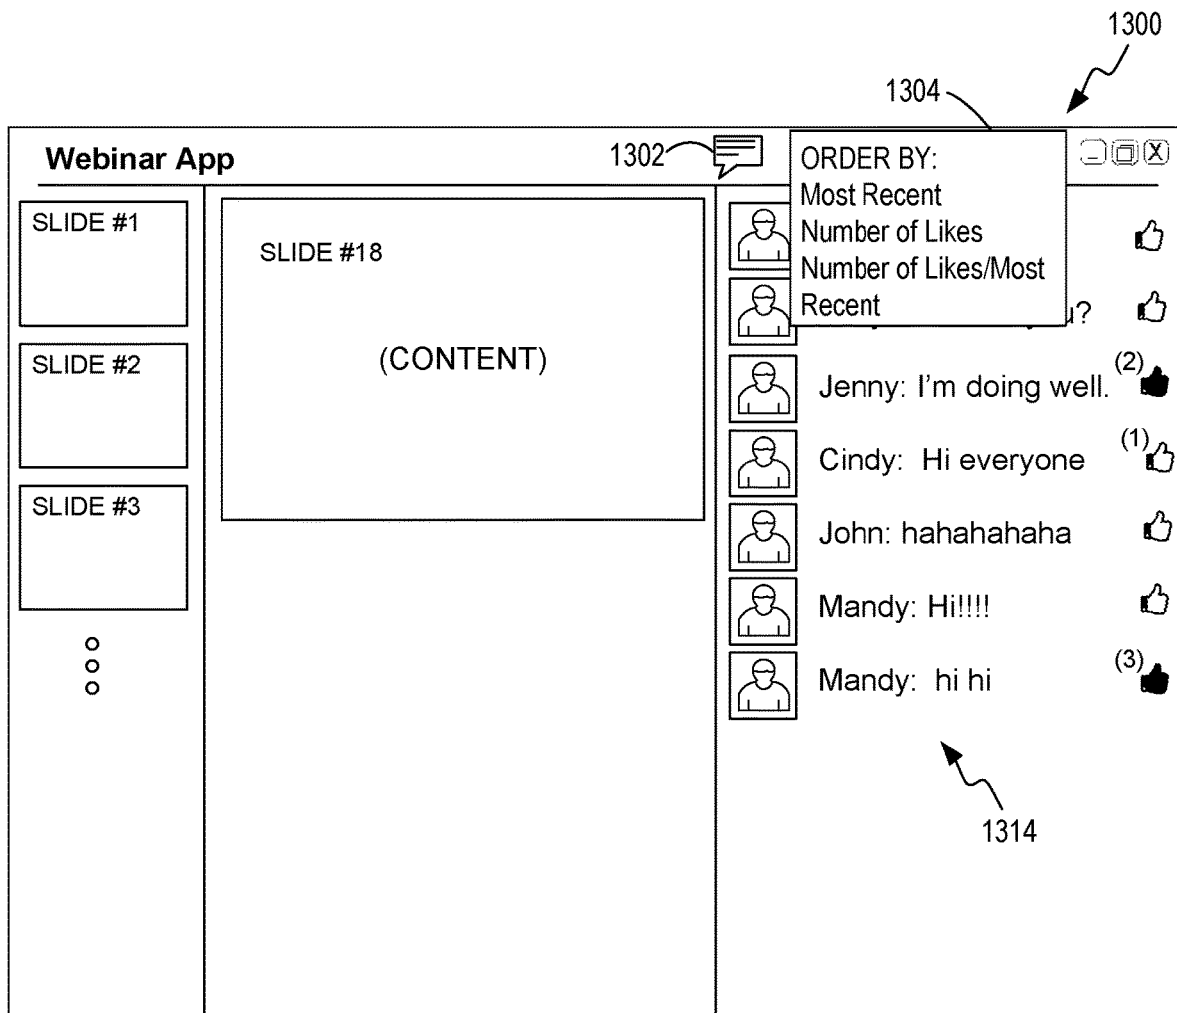 1300
1304
Webinar App
1302
ORDER BY:
Most Recent
Number of Likes
Number of Likes/Most
Recent
X
SLIDE #1
SLIDE #2
SLIDE #3
SLIDE #18
(CONTENT)
Jenny: I'm doing well. (2)
Cindy: Hi everyone (1)
John: hahahahaha
Mandy: Hi!!!!
Mandy: hi hi (3)
1314